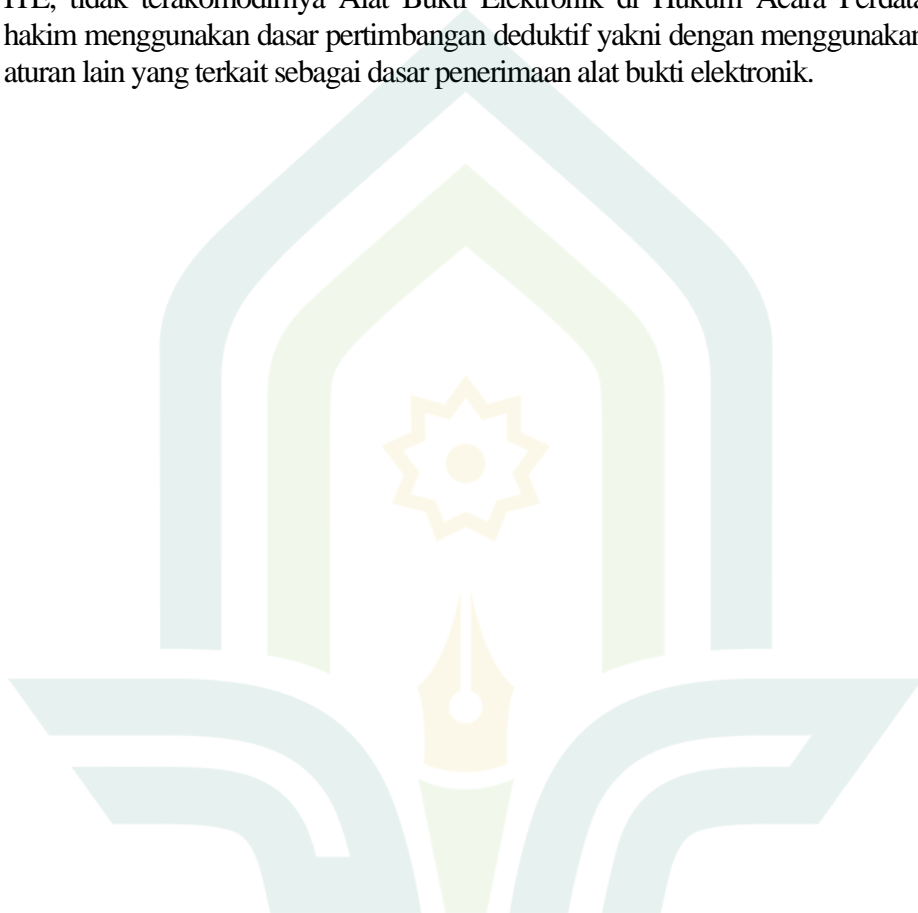 ITE, tidak terakomodirnya Alat Bukti Elektronik di Hukum Acara Perdata
hakim menggunakan dasar pertimbangan deduktif yakni dengan menggunakan
aturan lain yang terkait sebagai dasar penerimaan alat bukti elektronik.